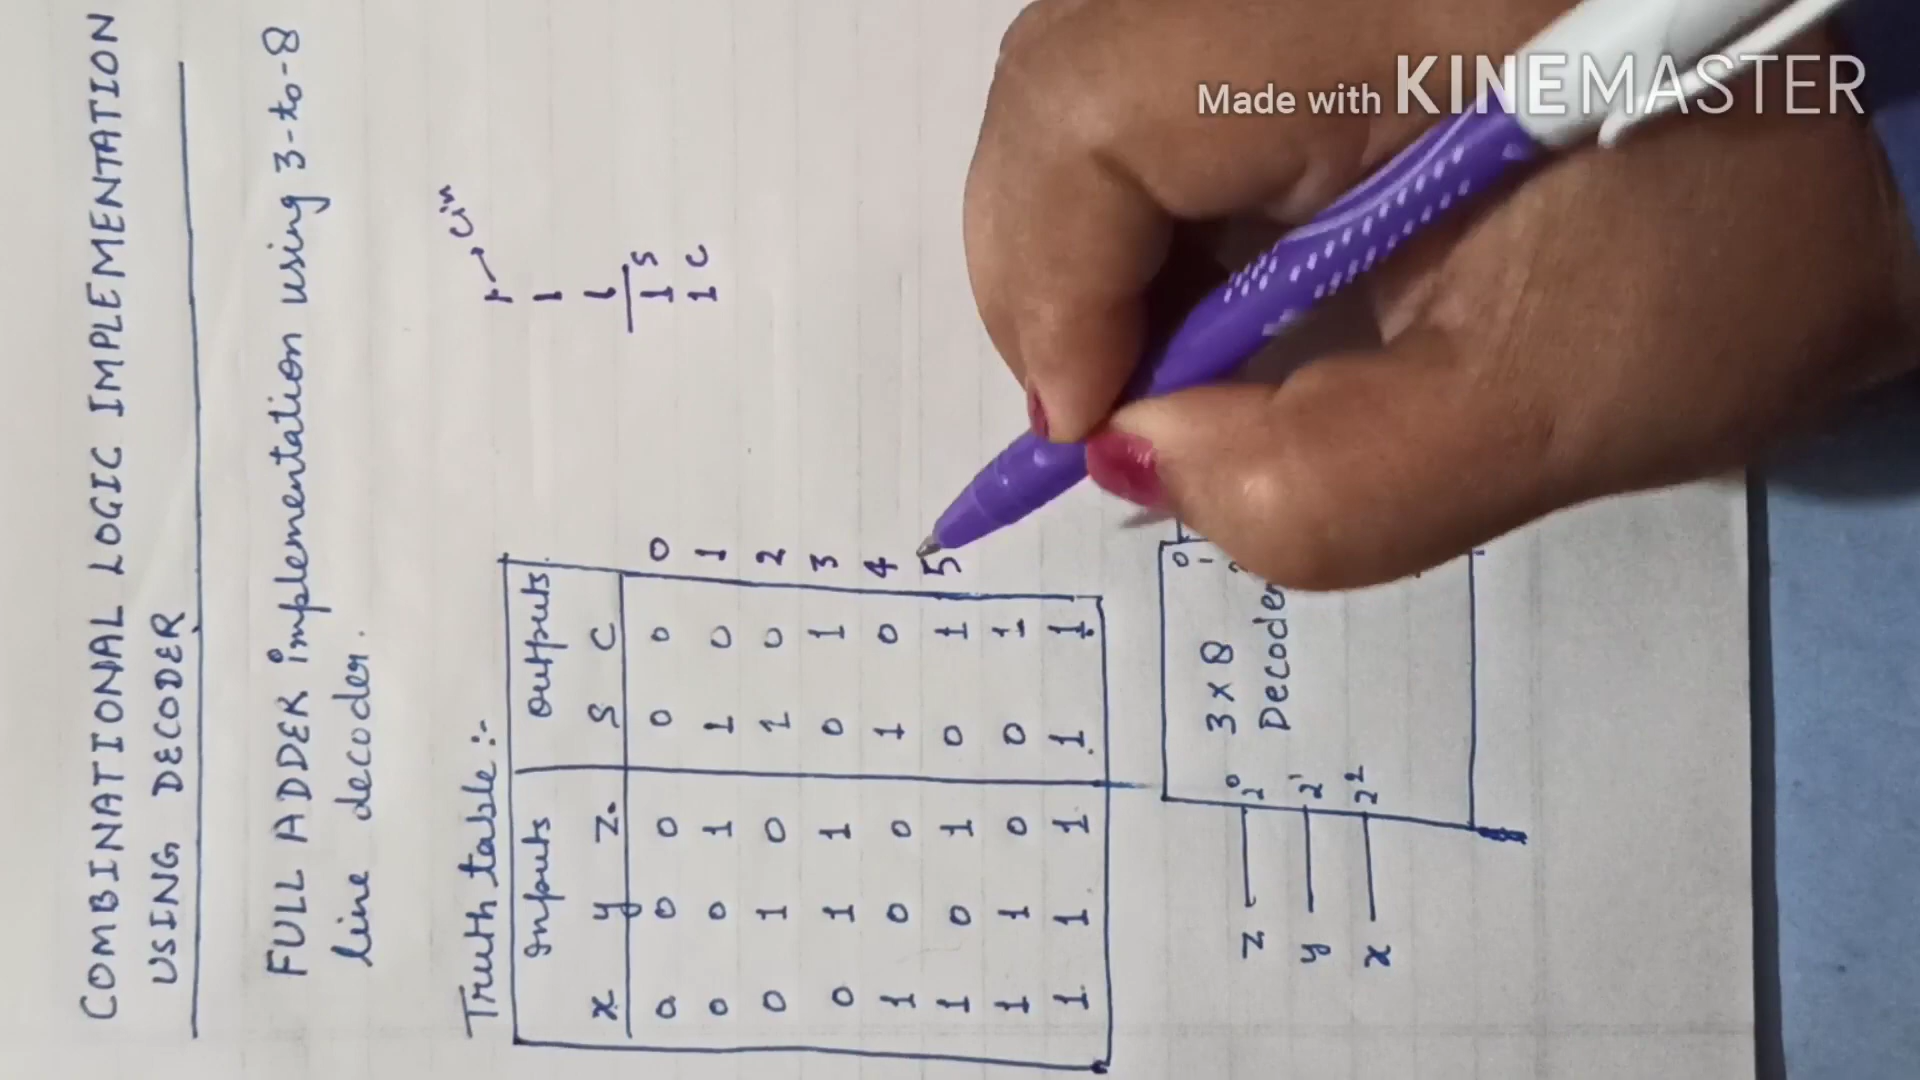 COMBINATIONAL LOGIC IMPLEMENTATION
USING DECODER
FULL ADDER implementation using 3-to-8
line decoder.
Truth table :-
Inputs Outputs
x y z S C
0 0 0 0 0 0
0 0 1 1 0 1
0 1 0 1 0 2
0 1 1 0 1 3
1 0 0 1 0 4
1 0 1 0 1 5
1 1 0 0 1
1 1 1 1 1
1 → Cin
1
1
1 S
1 C
z 2⁰ 3 x 8 0
y 2¹ Decoder 1
x 2²
Made with KINEMASTER